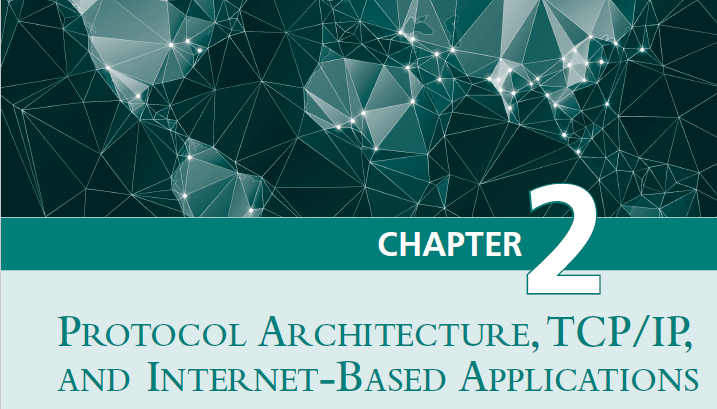 CHAPTER 2
PROTOCOL ARCHITECTURE, TCP/IP,
AND INTERNET-BASED APPLICATIONS